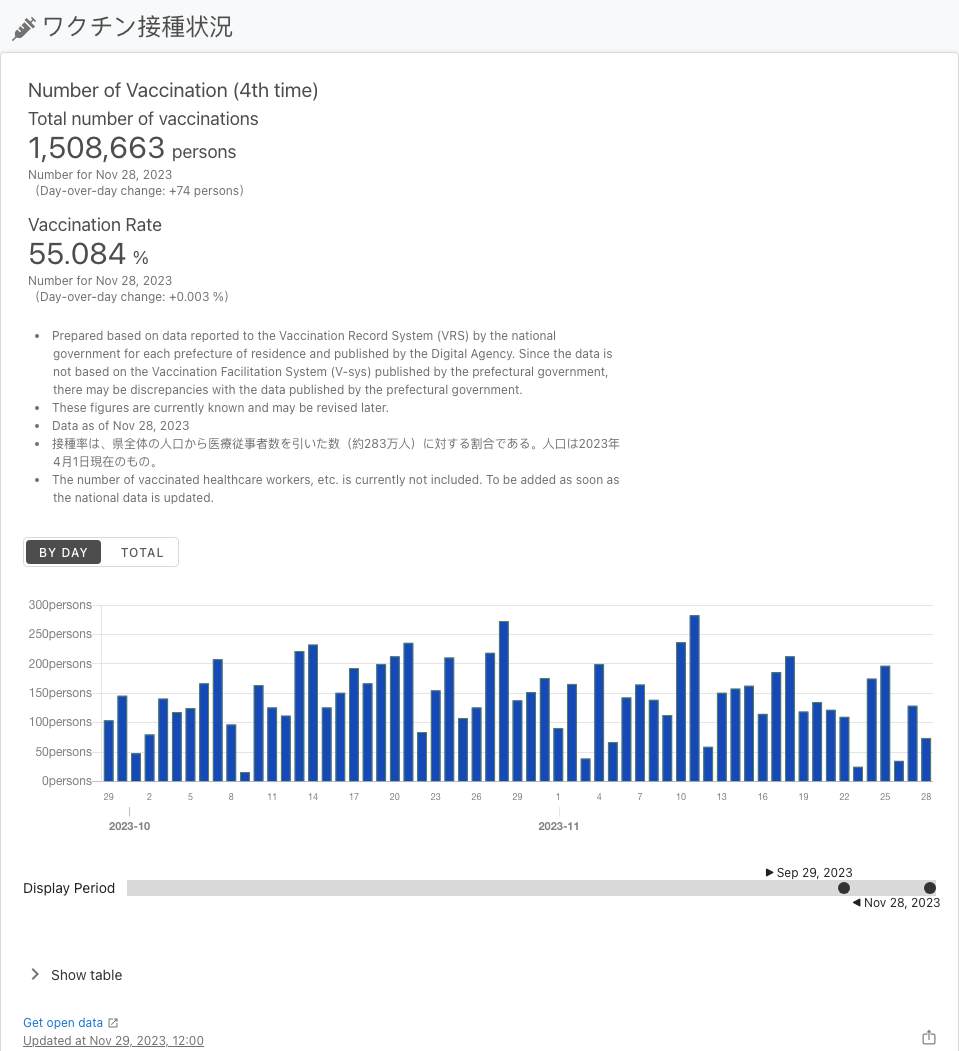 ワクチン接種状況
Number of Vaccination (4th time)
Total number of vaccinations
1,508,663 persons
Number for Nov 28, 2023
(Day-over-day change: +74 persons)
Vaccination Rate
55.084 %
Number for Nov 28, 2023
(Day-over-day change: +0.003 %)
• Prepared based on data reported to the Vaccination Record System (VRS) by the national
government for each prefecture of residence and published by the Digital Agency. Since the data is
not based on the Vaccination Facilitation System (V-sys) published by the prefectural government,
there may be discrepancies with the data published by the prefectural government.
• These figures are currently known and may be revised later.
• Data as of Nov 28, 2023
• 接種率は、県全体の人口から医療従事者数を引いた数（約283万人）に対する割合である。人口は2023年
4月1日現在のもの。
• The number of vaccinated healthcare workers, etc. is currently not included. To be added as soon as
the national data is updated.
BY DAY TOTAL
300persons
250persons
200persons
150persons
100persons
50persons
0persons
29 2 5 8 11 14 17 20 23 26 29 1 4 7 10 13 16 19 22 25 28
2023-10 2023-11
Sep 29, 2023
Display Period
Nov 28, 2023
Show table
Get open data
Updated at Nov 29, 2023, 12:00